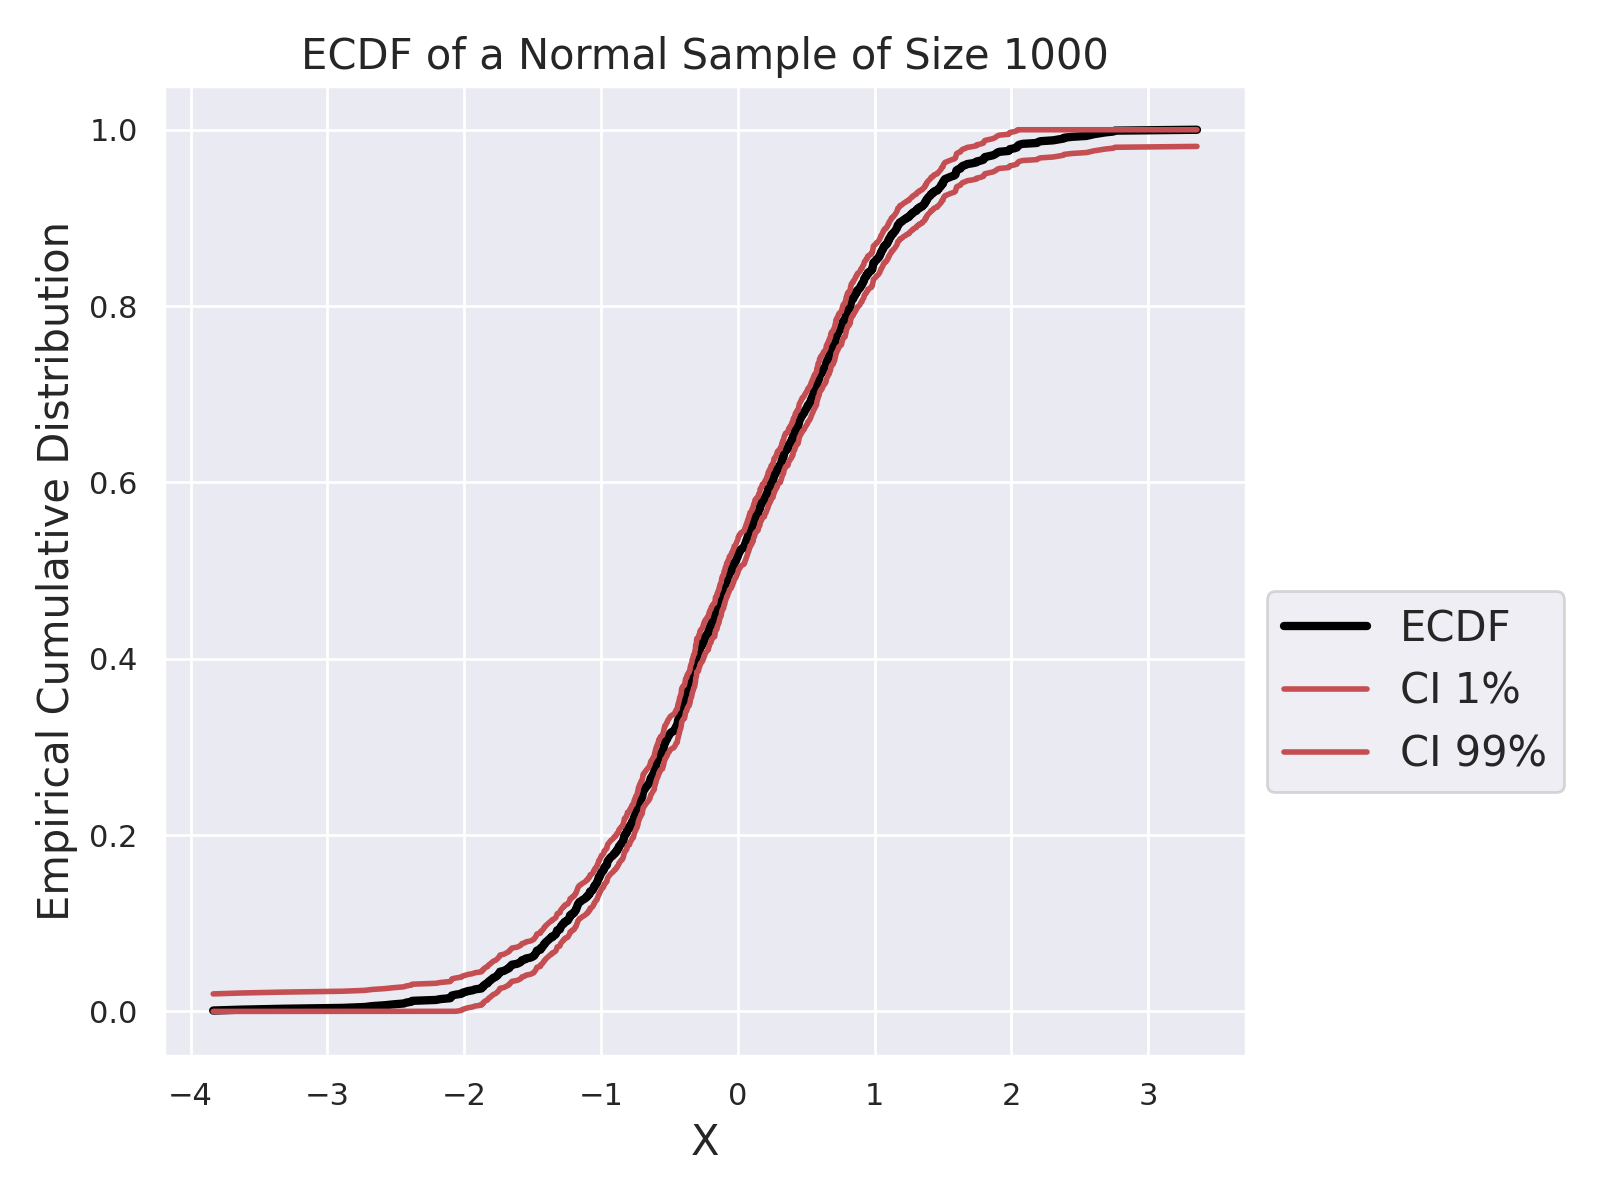 ECDF of a Normal Sample of Size 1000
Empirical Cumulative Distribution
1.0
0.8
0.6
0.4
0.2
0.0
−4
−3
−2
−1
0
1
2
3
X
ECDF
CI 1%
CI 99%